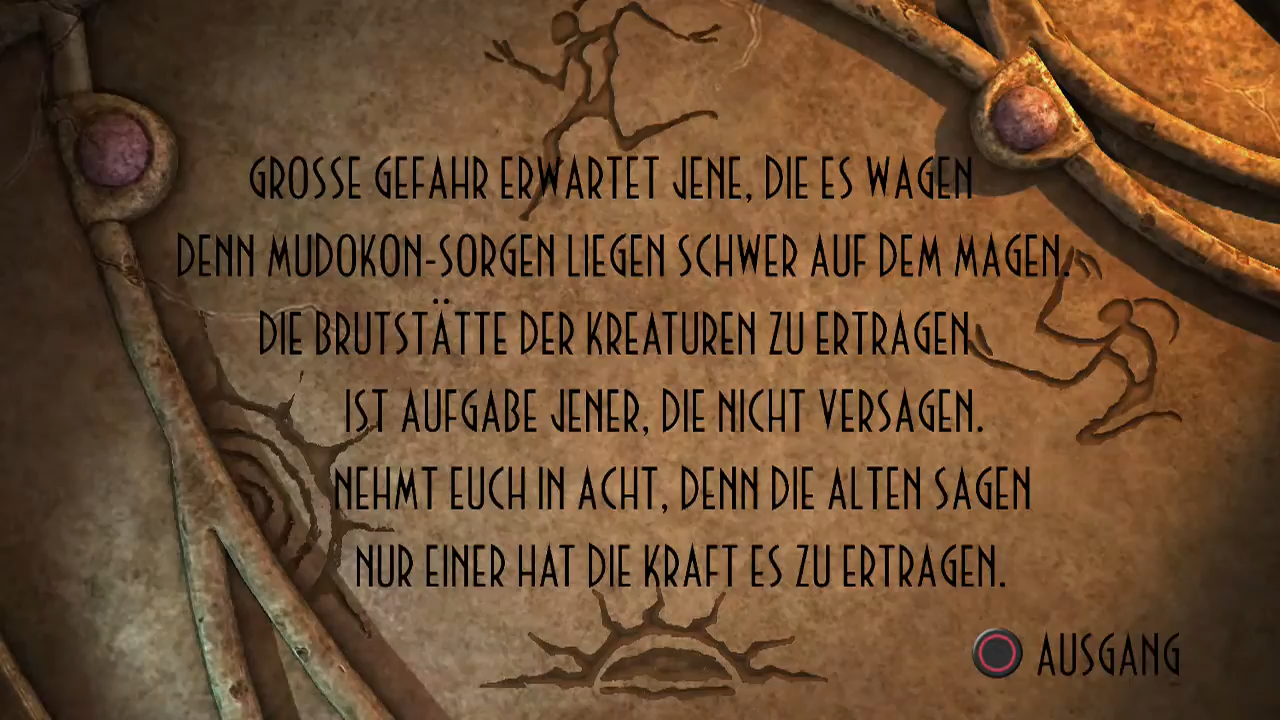 GROSSE GEFAHR ERWARTET JENE, DIE ES WAGEN
DENN MUDOKON-SORGEN LIEGEN SCHWER AUF DEM MAGEN.
DIE BRUTSTÄTTE DER KREATUREN ZU ERTRAGEN
IST AUFGABE JENER, DIE NICHT VERSAGEN.
NEHMT EUCH IN ACHT, DENN DIE ALTEN SAGEN
NUR EINER HAT DIE KRAFT ES ZU ERTRAGEN.
AUSGANG